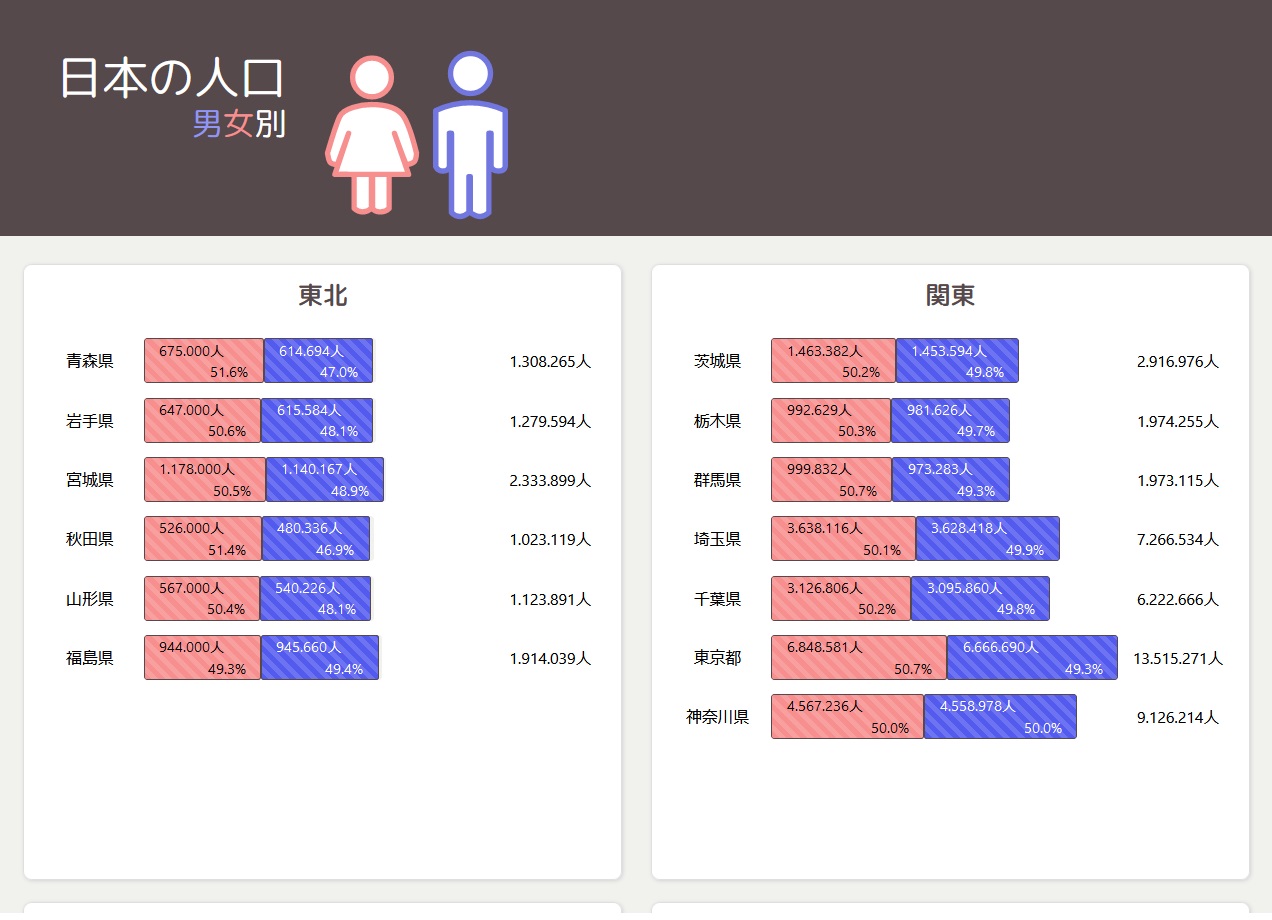 日本の人口
男女別
東北
青森県 675.000人 51.6% 614.694人 47.0% 1.308.265人
岩手県 647.000人 50.6% 615.584人 48.1% 1.279.594人
宮城県 1.178.000人 50.5% 1.140.167人 48.9% 2.333.899人
秋田県 526.000人 51.4% 480.336人 46.9% 1.023.119人
山形県 567.000人 50.4% 540.226人 48.1% 1.123.891人
福島県 944.000人 49.3% 945.660人 49.4% 1.914.039人
関東
茨城県 1.463.382人 50.2% 1.453.594人 49.8% 2.916.976人
栃木県 992.629人 50.3% 981.626人 49.7% 1.974.255人
群馬県 999.832人 50.7% 973.283人 49.3% 1.973.115人
埼玉県 3.638.116人 50.1% 3.628.418人 49.9% 7.266.534人
千葉県 3.126.806人 50.2% 3.095.860人 49.8% 6.222.666人
東京都 6.848.581人 50.7% 6.666.690人 49.3% 13.515.271人
神奈川県 4.567.236人 50.0% 4.558.978人 50.0% 9.126.214人